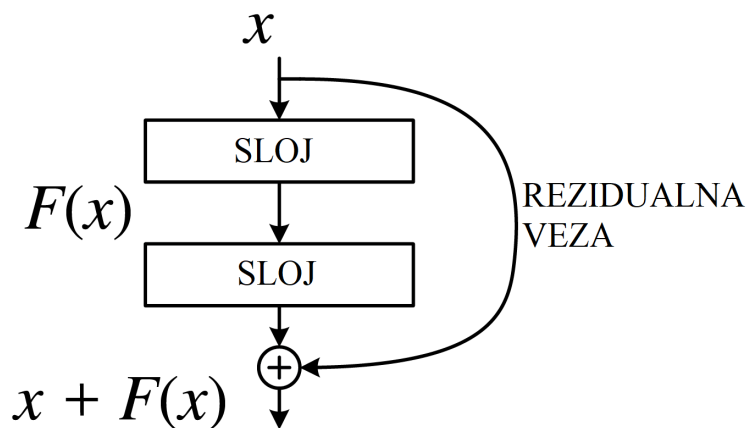 x
SLOJ
F(x)
REZIDUALNA
VEZA
SLOJ
+
x + F(x)